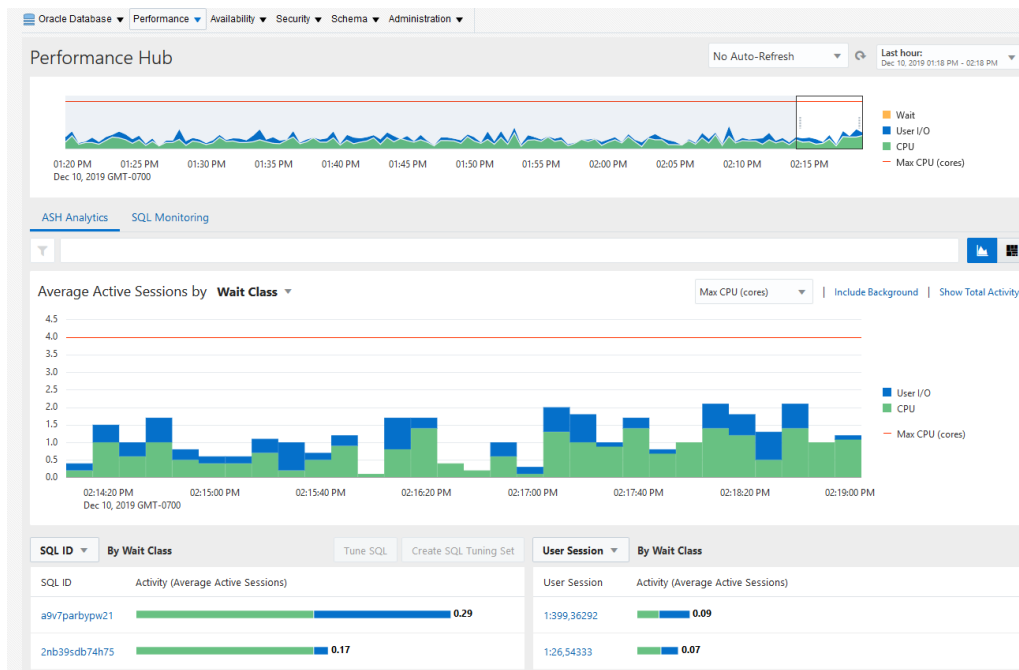 Oracle Database Performance Availability Security Schema Administration
Performance Hub
No Auto-Refresh
Last hour:
Dec 10, 2019 01:18 PM - 02:18 PM
Wait
User I/O
CPU
Max CPU (cores)
01:20 PM 01:25 PM 01:30 PM 01:35 PM 01:40 PM 01:45 PM 01:50 PM 01:55 PM 02:00 PM 02:05 PM 02:10 PM 02:15 PM
Dec 10, 2019 GMT-0700
ASH Analytics SQL Monitoring
Average Active Sessions by Wait Class
Max CPU (cores) | Include Background | Show Total Activity
4.5
4.0
3.5
3.0
2.5
2.0
1.5
1.0
0.5
0.0
User I/O
CPU
Max CPU (cores)
02:14:20 PM 02:15:00 PM 02:15:40 PM 02:16:20 PM 02:17:00 PM 02:17:40 PM 02:18:20 PM 02:19:00 PM
Dec 10, 2019 GMT-0700
SQL ID By Wait Class Tune SQL Create SQL Tuning Set
SQL ID Activity (Average Active Sessions)
a9v7parbypw21 0.29
2nb39sdb74h75 0.17
User Session By Wait Class
User Session Activity (Average Active Sessions)
1:399,36292 0.09
1:26,54333 0.07